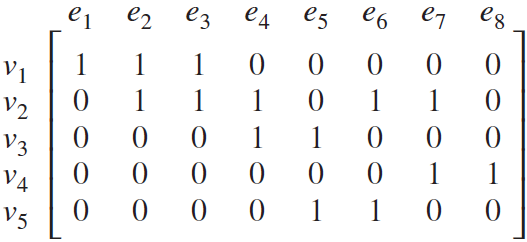 e1 e2 e3 e4 e5 e6 e7 e8
v1 1 1 1 0 0 0 0 0
v2 0 1 1 1 0 1 1 0
v3 0 0 0 1 1 0 0 0
v4 0 0 0 0 0 0 1 1
v5 0 0 0 0 1 1 0 0